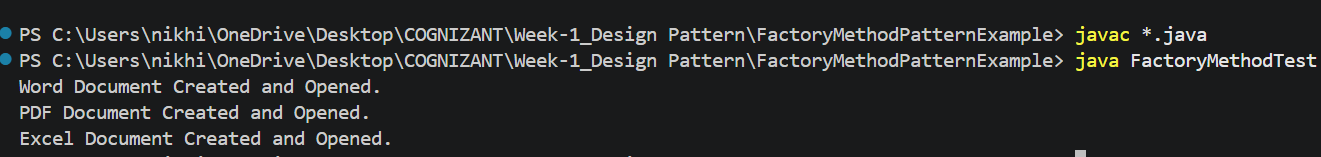 PS C:\Users\nikhi\OneDrive\Desktop\COGNIZANT\Week-1_Design Pattern\FactoryMethodPatternExample> javac *.java
PS C:\Users\nikhi\OneDrive\Desktop\COGNIZANT\Week-1_Design Pattern\FactoryMethodPatternExample> java FactoryMethodTest
Word Document Created and Opened.
PDF Document Created and Opened.
Excel Document Created and Opened.